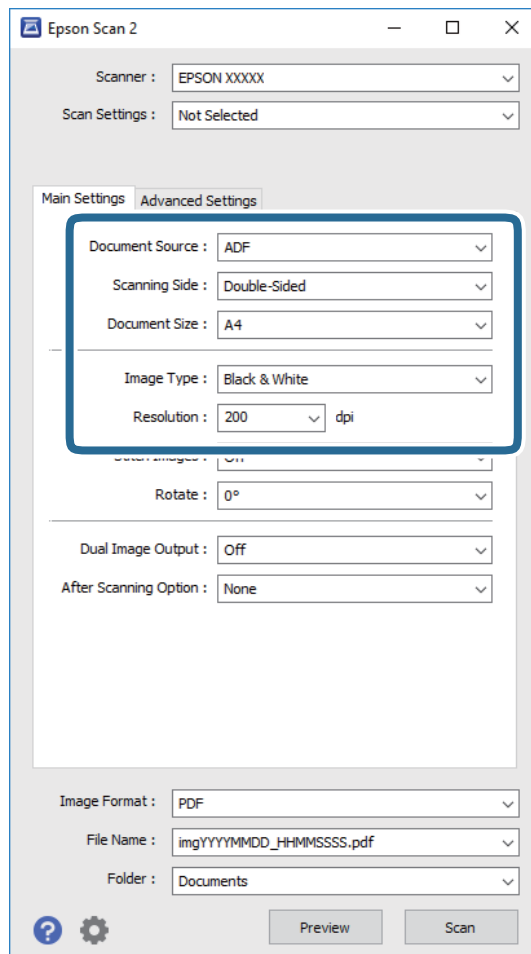 Epson Scan 2
Scanner : EPSON XXXXX
Scan Settings : Not Selected
Main Settings Advanced Settings
Document Source : ADF
Scanning Side : Double-Sided
Document Size : A4
Image Type : Black & White
Resolution : 200 dpi
Rotate : 0°
Dual Image Output : Off
After Scanning Option : None
Image Format : PDF
File Name : imgYYYYMMDD_HHMMSSSS.pdf
Folder : Documents
Preview Scan